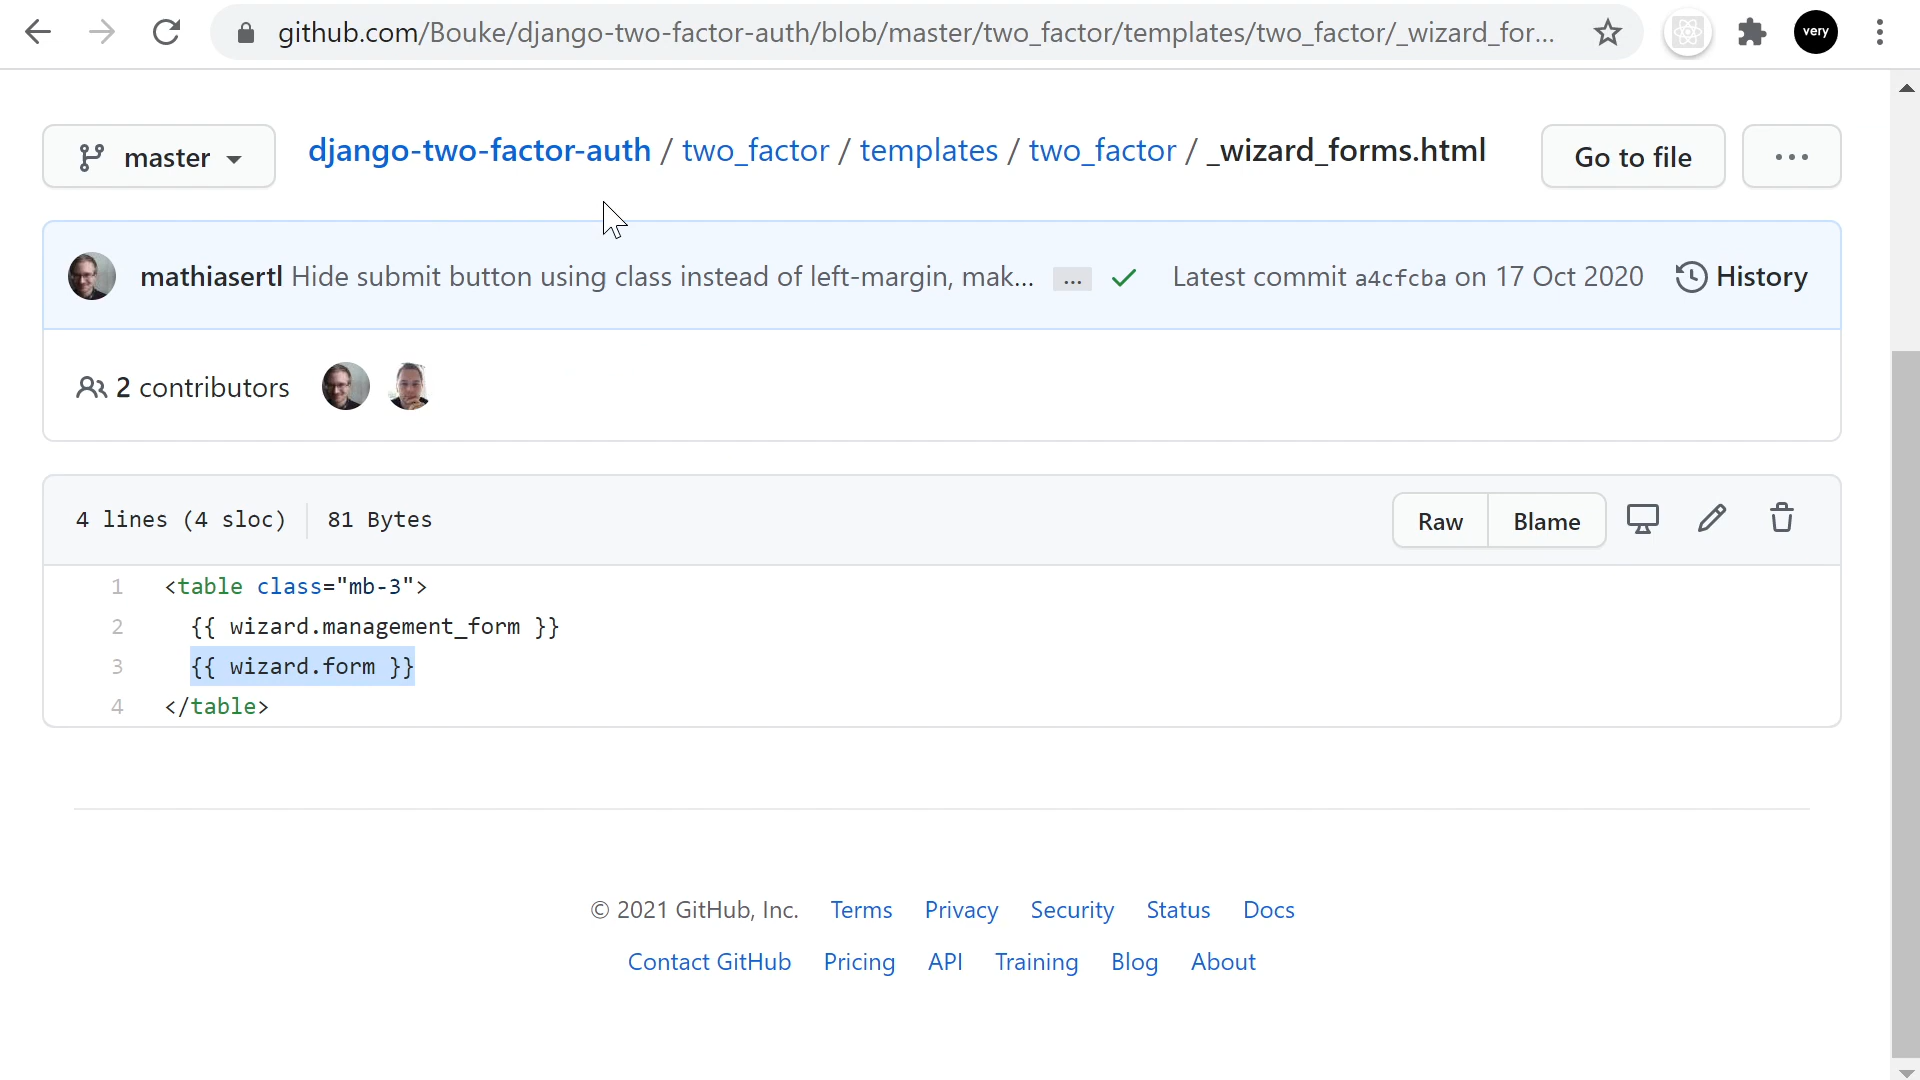 github.com/Bouke/django-two-factor-auth/blob/master/two_factor/templates/two_factor/_wizard_for...
very
master
django-two-factor-auth / two_factor / templates / two_factor / _wizard_forms.html
Go to file
...
mathiasertl Hide submit button using class instead of left-margin, mak... ... Latest commit a4cfcba on 17 Oct 2020 History
2 contributors
4 lines (4 sloc) 81 Bytes
Raw Blame
1 <table class="mb-3">
2 {{ wizard.management_form }}
3 {{ wizard.form }}
4 </table>
© 2021 GitHub, Inc. Terms Privacy Security Status Docs
Contact GitHub Pricing API Training Blog About